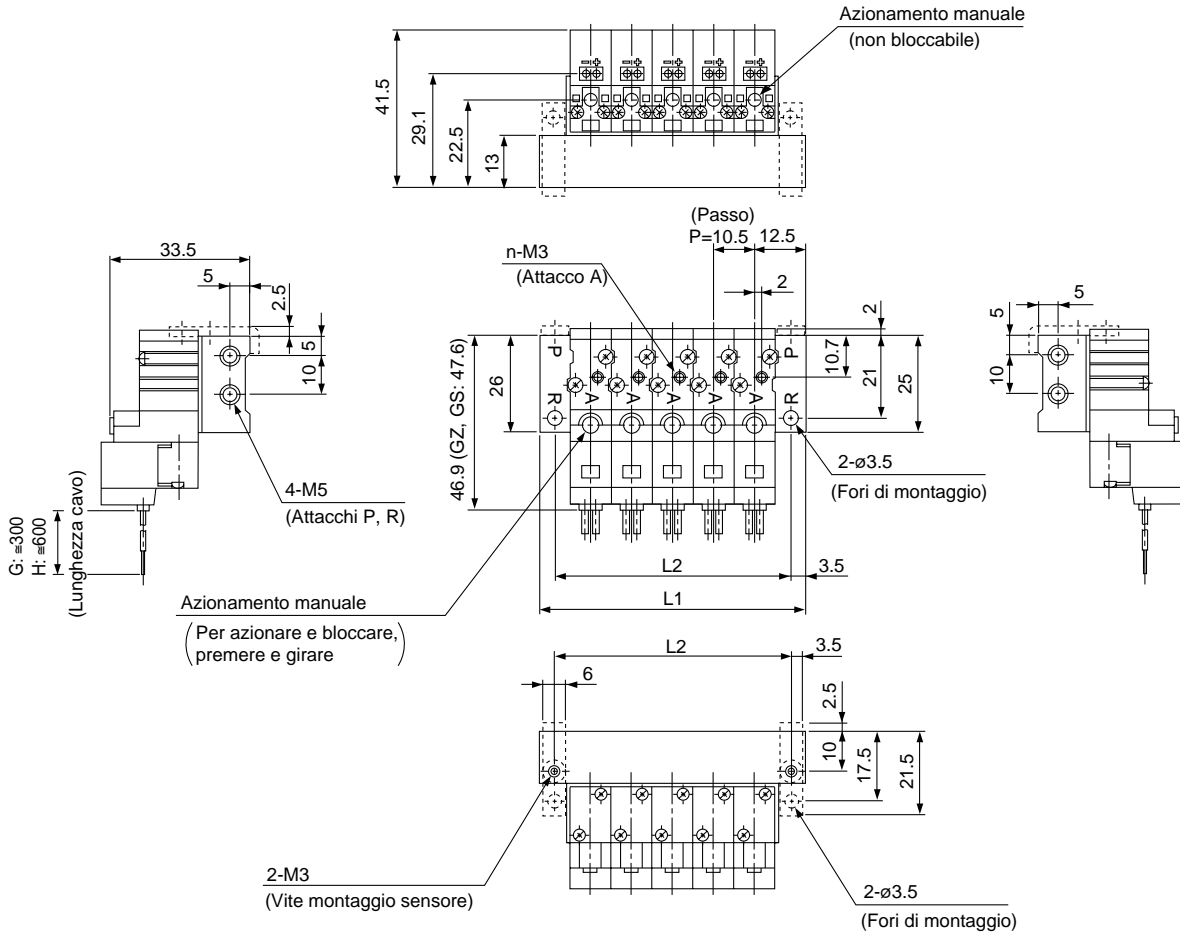 Azionamento manuale
(non bloccabile)
41.5
29.1
22.5
13
(Passo)
P=10.5
12.5
n-M3
(Attacco A)
2
2
33.5
5
2.5
5
10
5
5
10
P
P
R
R
A
A
A
A
A
26
46.9 (GZ, GS: 47.6)
10.7
21
25
4-M5
(Attacchi P, R)
2-ø3.5
(Fori di montaggio)
G: ≅300
H: ≅600
(Lunghezza cavo)
L2
3.5
L1
Azionamento manuale
(Per azionare e bloccare,
premere e girare)
L2
3.5
6
2.5
10
17.5
21.5
2-M3
(Vite montaggio sensore)
2-ø3.5
(Fori di montaggio)